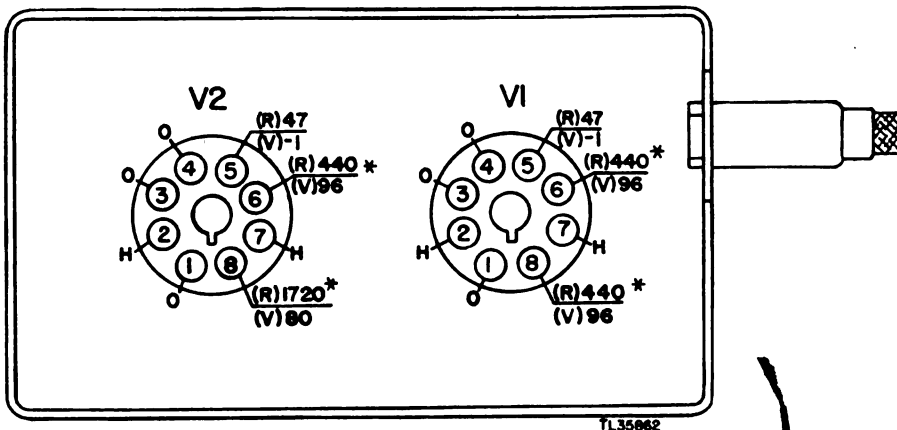 V2
V1
O
(R)47
(V)-1
O
4
5
(R)440*
(V)96
3
6
2
7
H
H
1
8
O
(R)1720*
(V)80
O
(R)47
(V)-1
O
4
5
(R)440*
(V)96
3
6
2
7
H
H
1
8
O
(R)440*
(V)96
TL35862